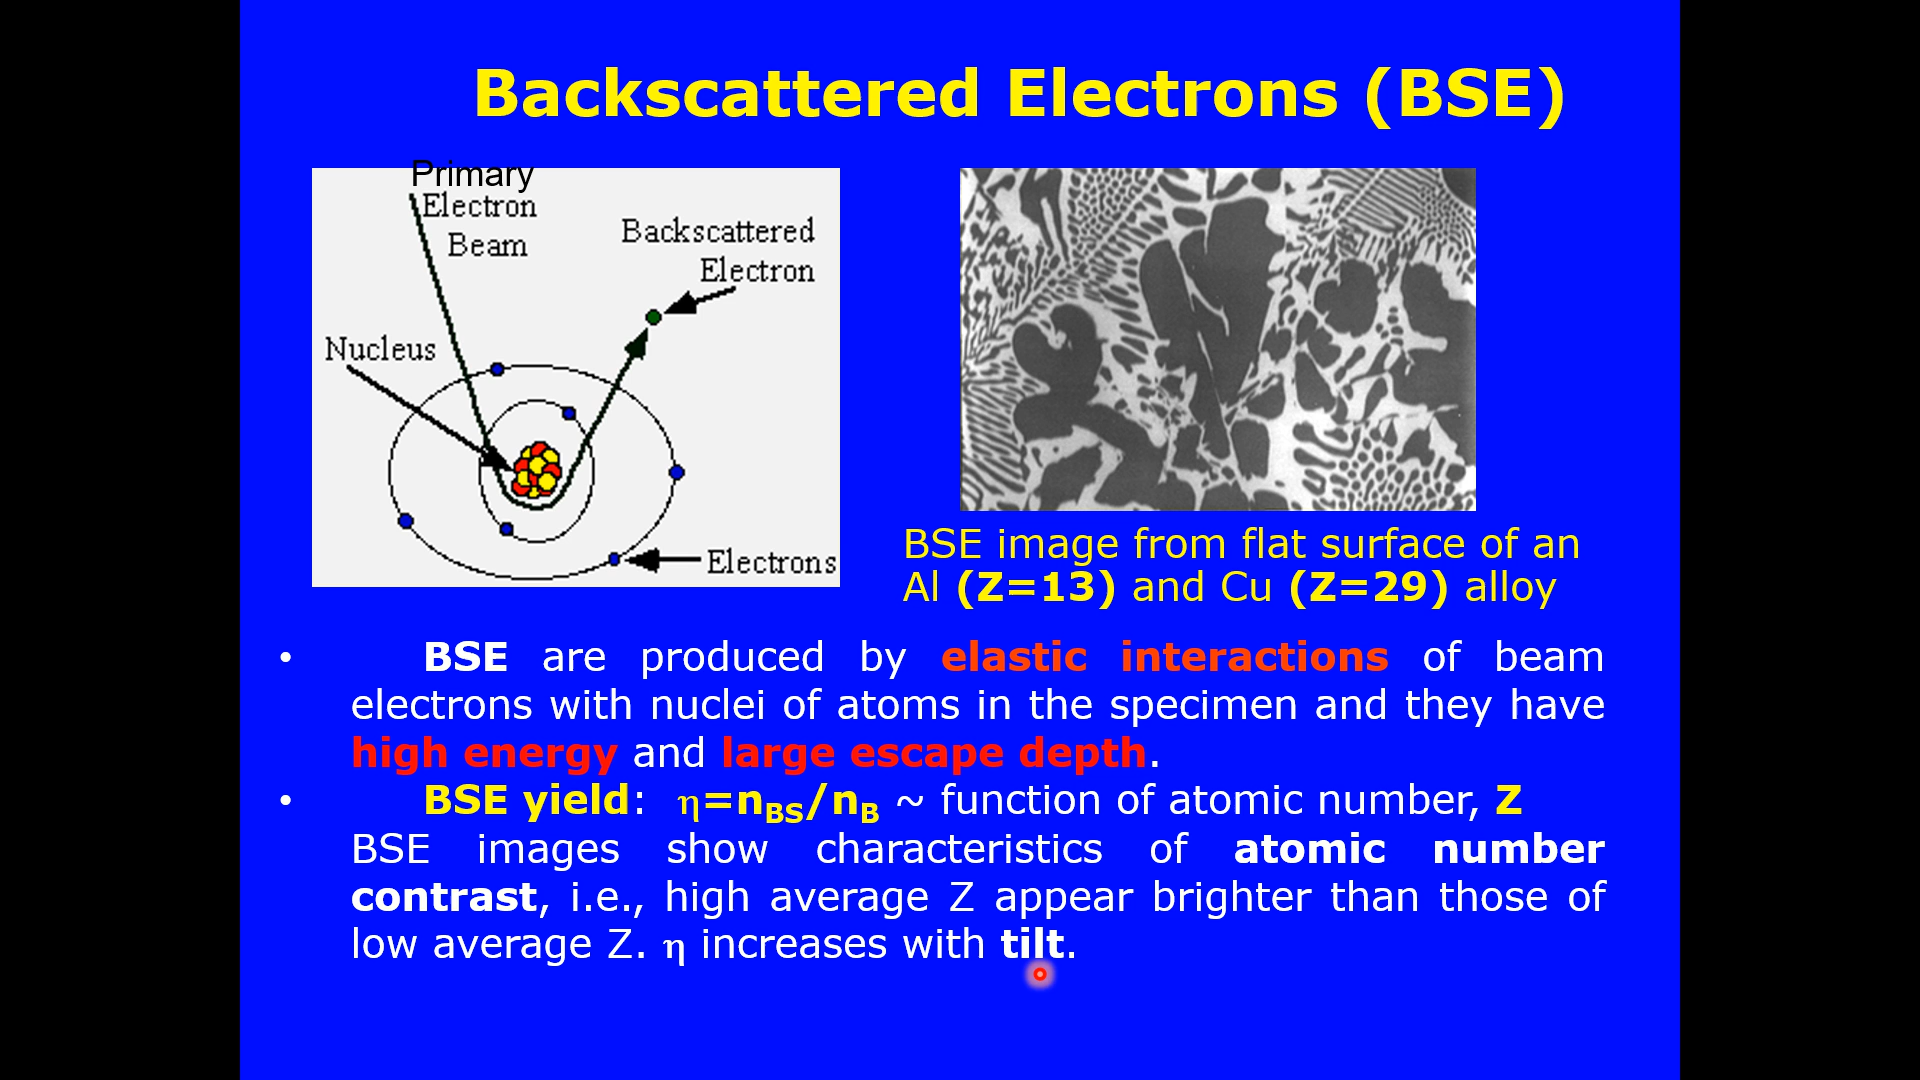 Backscattered Electrons (BSE)
Primary
Electron
Beam
Backscattered
Electron
Nucleus
Electrons
BSE image from flat surface of an
Al (Z=13) and Cu (Z=29) alloy
• BSE are produced by elastic interactions of beam
electrons with nuclei of atoms in the specimen and they have
high energy and large escape depth.
• BSE yield: η=nBS/nB ~ function of atomic number, Z
BSE images show characteristics of atomic number
contrast, i.e., high average Z appear brighter than those of
low average Z. η increases with tilt.